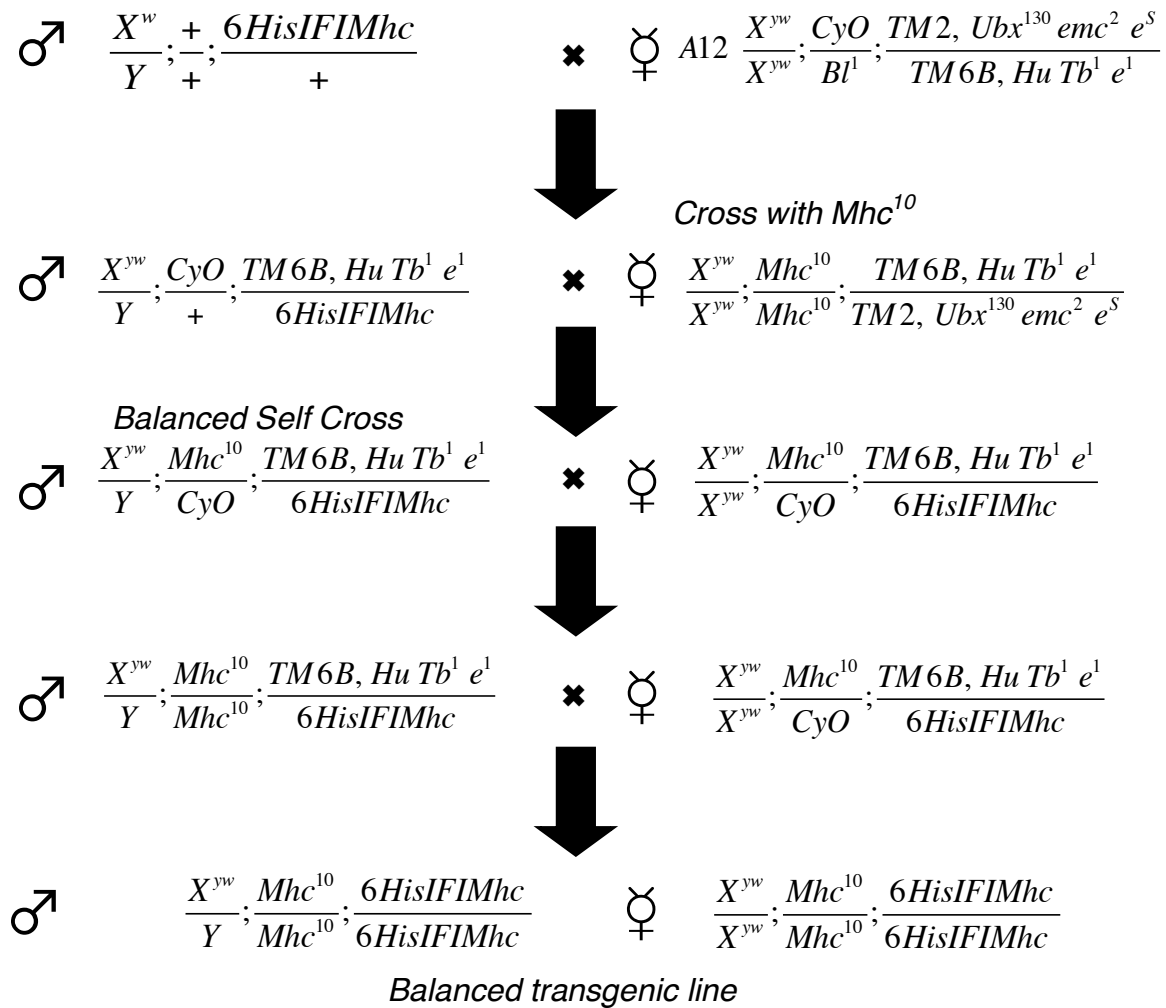 ♂ X^w/Y ; +/+ ; 6HisIFIMhc/+ × ☿ A12 X^yw/X^yw ; CyO/Bl^1 ; TM2, Ubx^130 emc^2 e^S/TM6B, Hu Tb^1 e^1
Cross with Mhc^10
♂ X^yw/Y ; CyO/+ ; TM6B, Hu Tb^1 e^1/6HisIFIMhc × ☿ X^yw/X^yw ; Mhc^10/Mhc^10 ; TM6B, Hu Tb^1 e^1/TM2, Ubx^130 emc^2 e^S
Balanced Self Cross
♂ X^yw/Y ; Mhc^10/CyO ; TM6B, Hu Tb^1 e^1/6HisIFIMhc × ☿ X^yw/X^yw ; Mhc^10/CyO ; TM6B, Hu Tb^1 e^1/6HisIFIMhc
♂ X^yw/Y ; Mhc^10/Mhc^10 ; TM6B, Hu Tb^1 e^1/6HisIFIMhc × ☿ X^yw/X^yw ; Mhc^10/CyO ; TM6B, Hu Tb^1 e^1/6HisIFIMhc
♂ X^yw/Y ; Mhc^10/Mhc^10 ; 6HisIFIMhc/6HisIFIMhc ☿ X^yw/X^yw ; Mhc^10/Mhc^10 ; 6HisIFIMhc/6HisIFIMhc
Balanced transgenic line